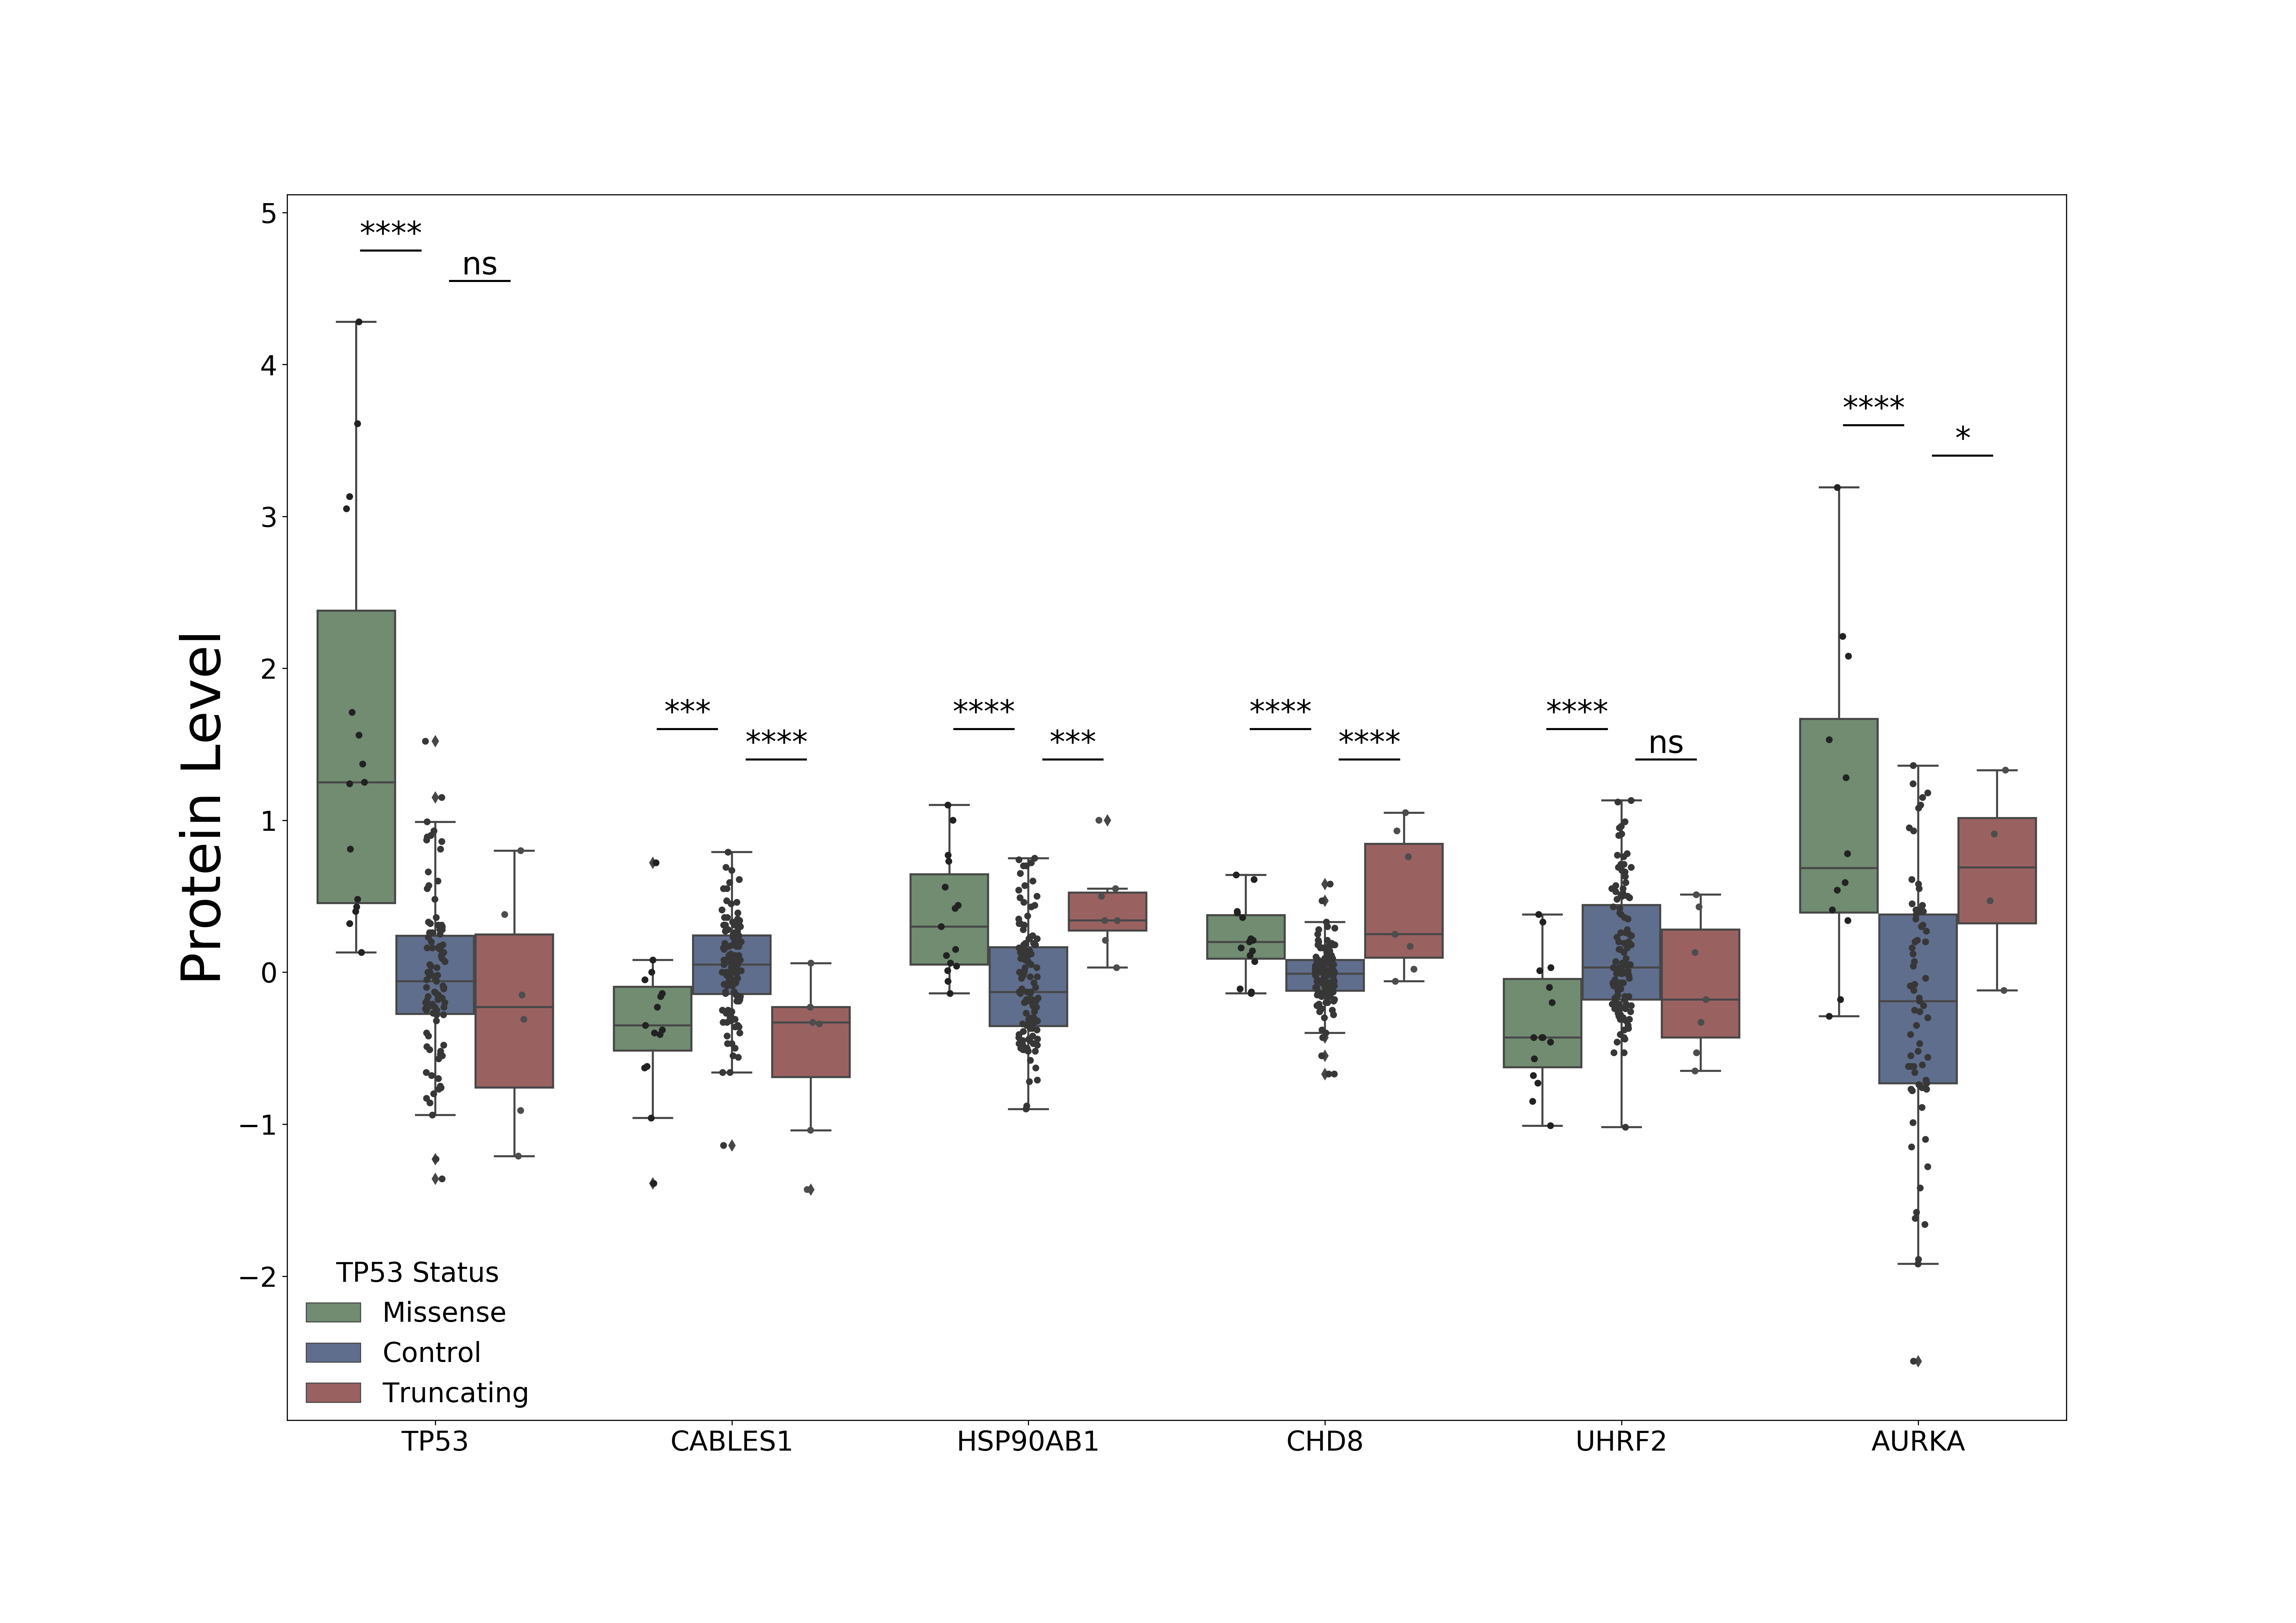 Protein Level
5
4
3
2
1
0
−1
−2
**** ns
*** ****
**** ***
**** ****
**** ns
**** *
TP53 Status
Missense
Control
Truncating
TP53 CABLES1 HSP90AB1 CHD8 UHRF2 AURKA